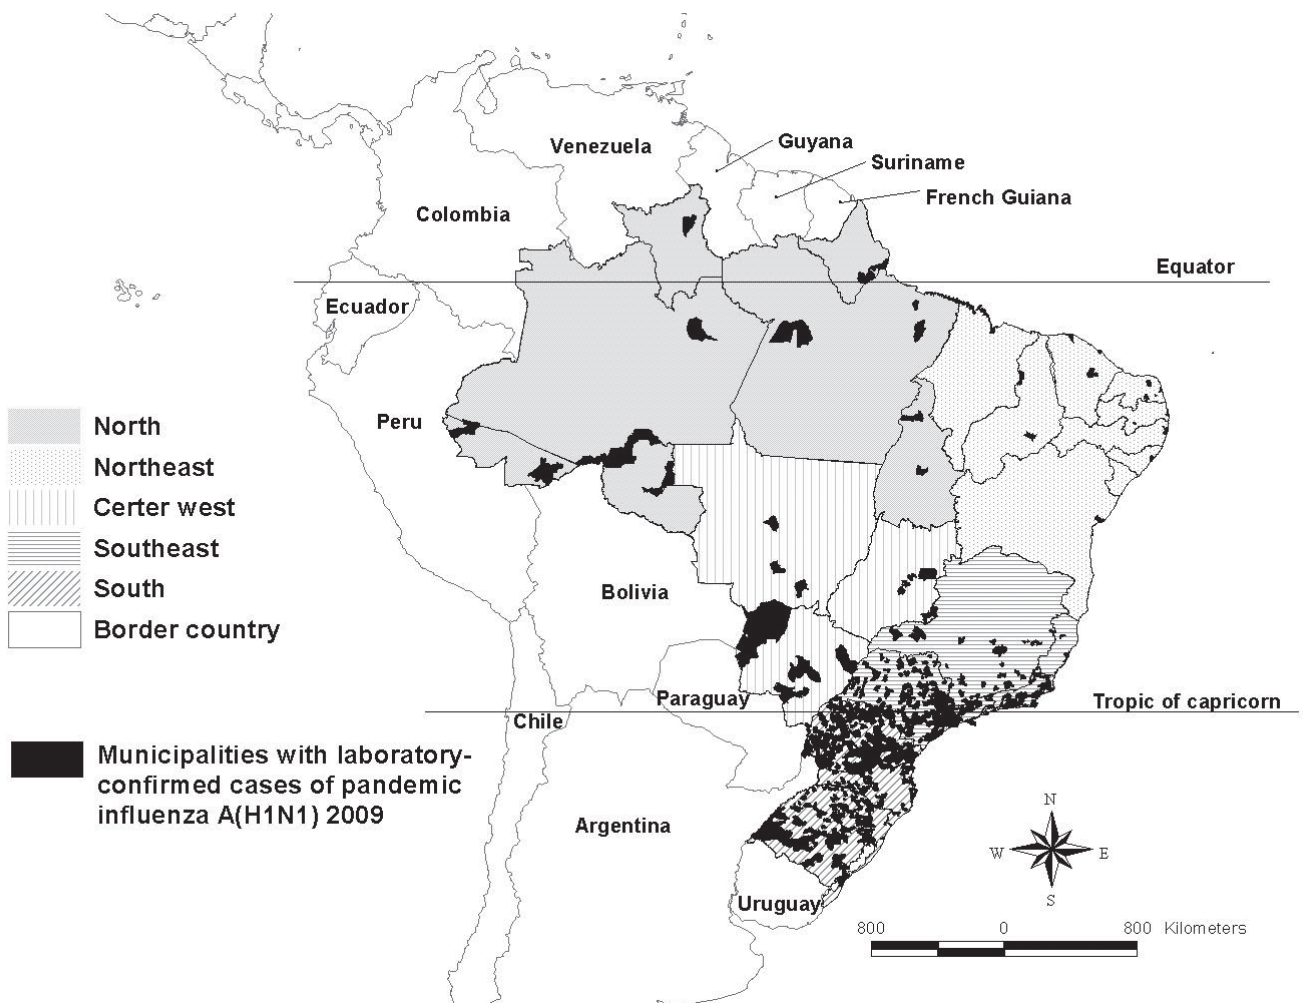 Venezuela
Guyana
Suriname
French Guiana
Colombia
Equator
Ecuador
Peru
North
Northeast
Certer west
Southeast
South
Border country
Bolivia
Paraguay
Tropic of capricorn
Chile
Municipalities with laboratory-
confirmed cases of pandemic
influenza A(H1N1) 2009
Argentina
N
W
E
S
Uruguay
800 0 800 Kilometers